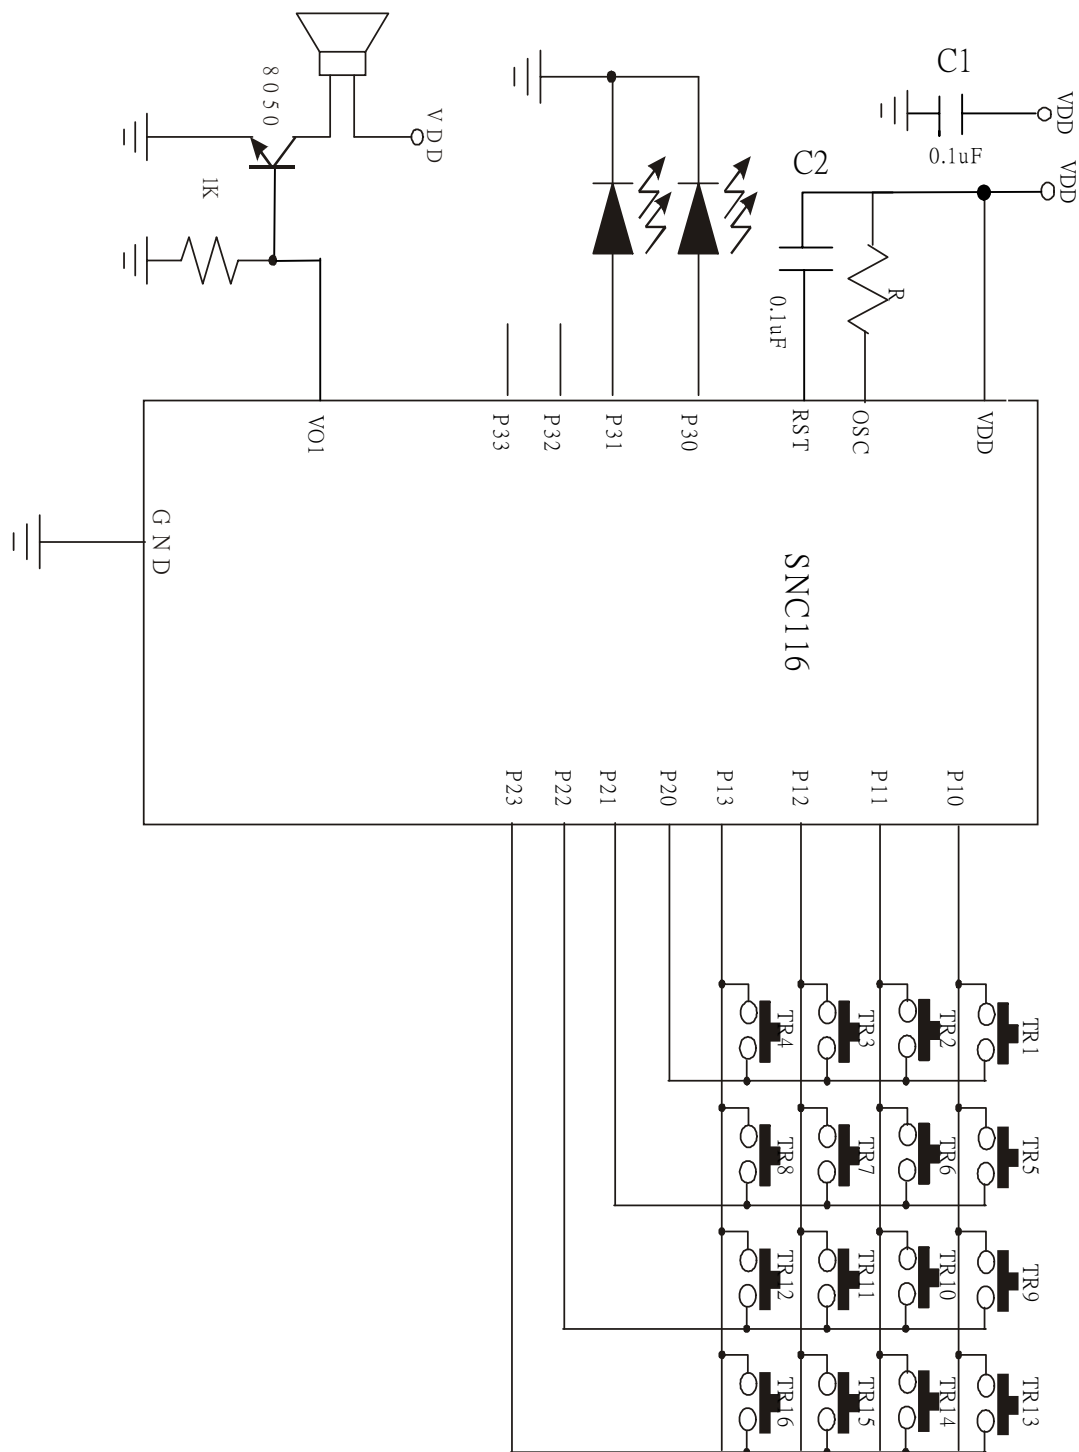 C1
VDD
0.1uF
8050
VDD
C2
VDD
1K
R
0.1uF
VO1
P33
P32
P31
P30
RST
OSC
VDD
GND
SNC116
P23
P22
P21
P20
P13
P12
P11
P10
TR4
TR3
TR2
TR1
TR8
TR7
TR6
TR5
TR12
TR11
TR10
TR9
TR16
TR15
TR14
TR13